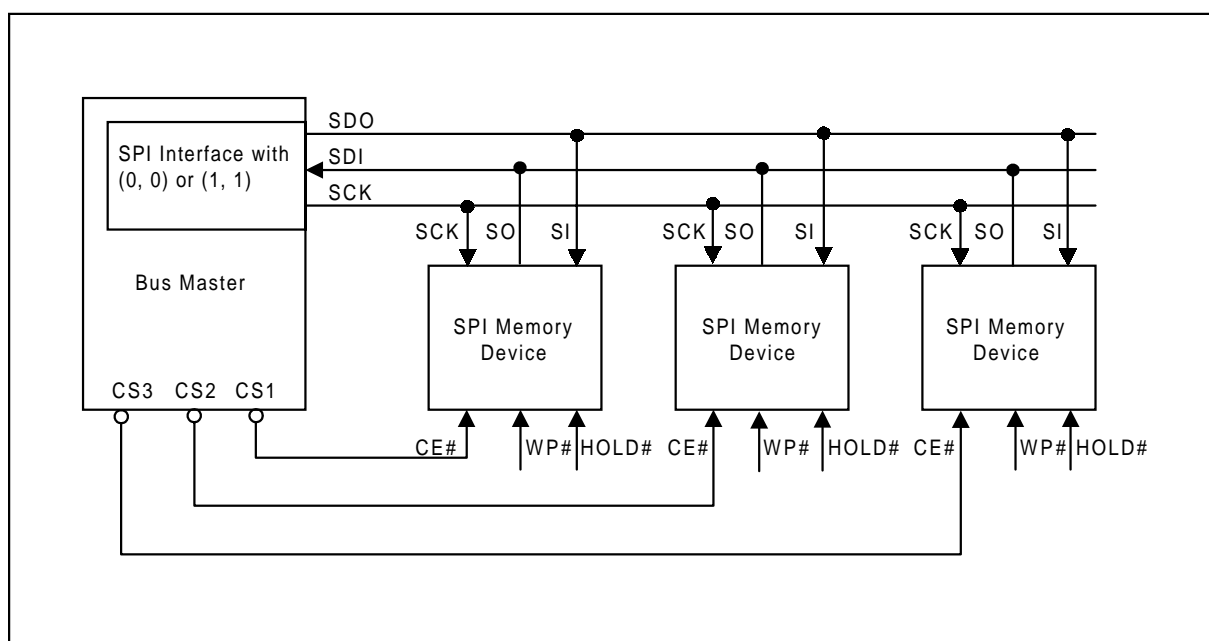 SDO
SPI Interface with
(0, 0) or (1, 1)
SDI
SCK
SCK SO SI
SCK SO SI
SCK SO SI
Bus Master
SPI Memory
Device
SPI Memory
Device
SPI Memory
Device
CS3 CS2 CS1
CE# WP# HOLD#
CE# WP# HOLD#
CE# WP# HOLD#